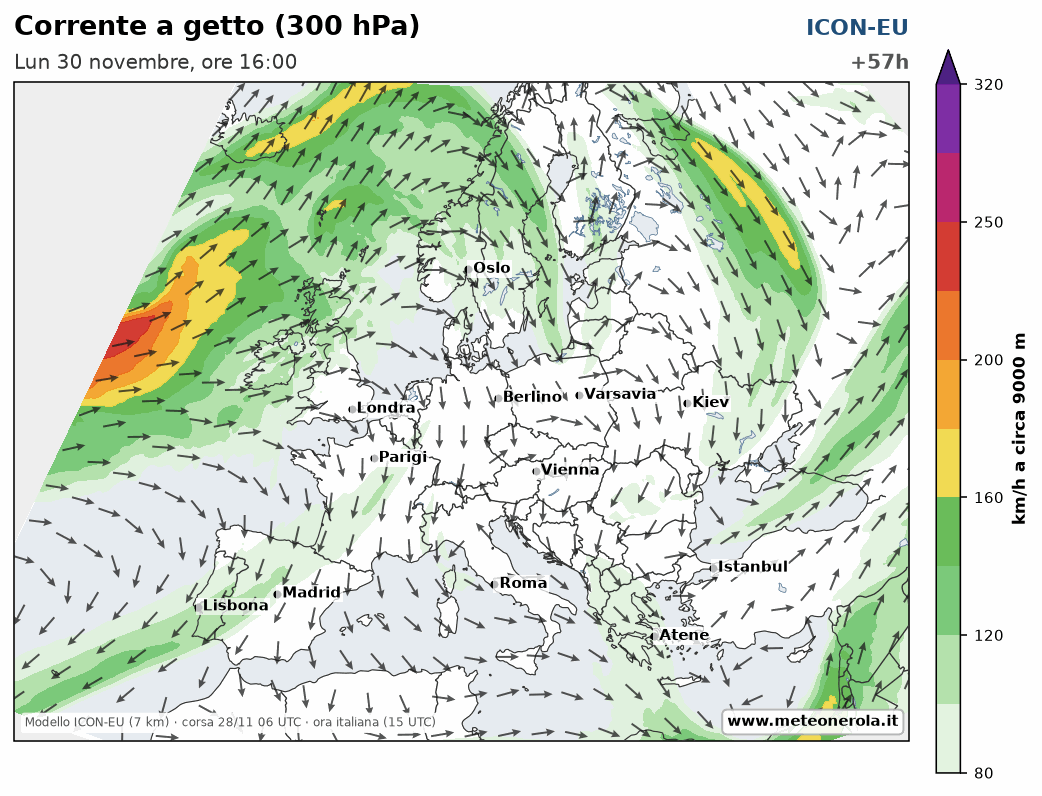 Corrente a getto (300 hPa)
ICON-EU
Lun 30 novembre, ore 16:00
+57h
320
250
200
160
120
80
km/h a circa 9000 m
Oslo
Berlino
Varsavia
Kiev
Londra
Parigi
Vienna
Istanbul
Roma
Madrid
Lisbona
Atene
Modello ICON-EU (7 km) · corsa 28/11 06 UTC · ora italiana (15 UTC)
www.meteonerola.it